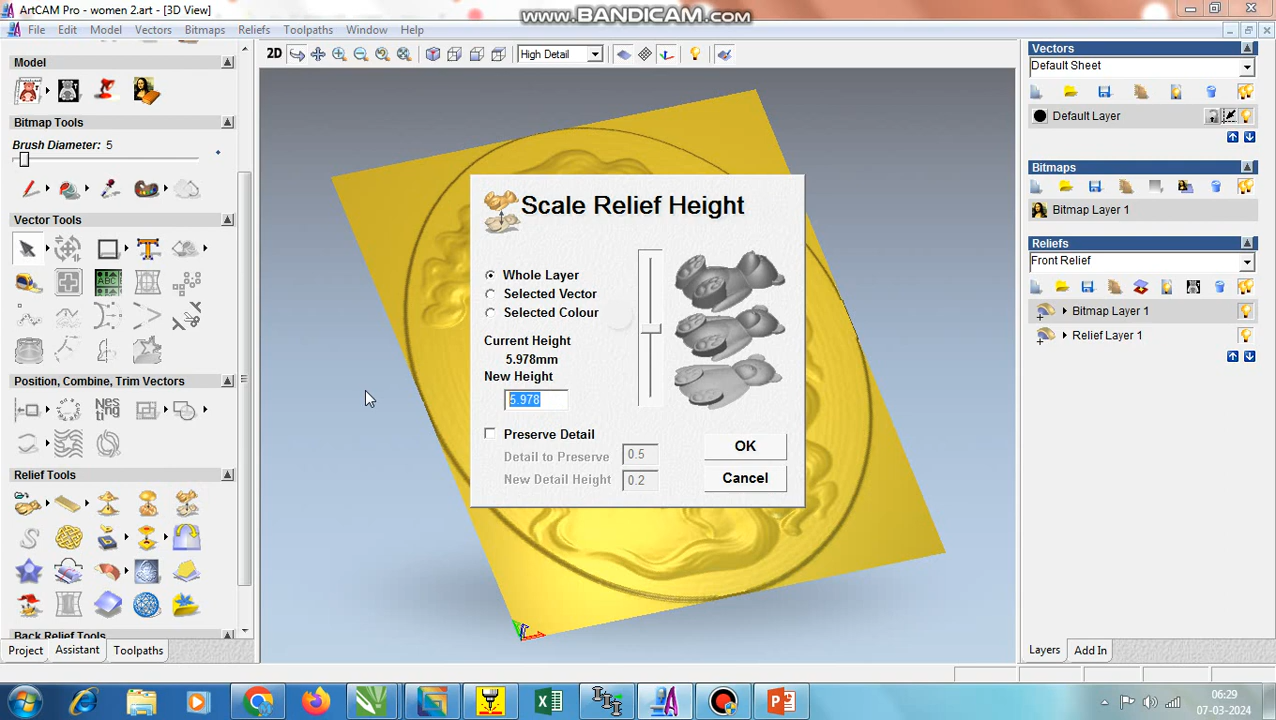 ArtCAM Pro - women 2.art - [3D View]
www.BANDICAM.com
File Edit Model Vectors Bitmaps Reliefs Toolpaths Window Help
2D High Detail
Model
Bitmap Tools
Brush Diameter: 5
Vector Tools
ABC
Position, Combine, Trim Vectors
Nes
ting
Relief Tools
Back Relief Tools
Project Assistant Toolpaths
Scale Relief Height
Whole Layer
Selected Vector
Selected Colour
Current Height
5.978mm
New Height
5.978
Preserve Detail
Detail to Preserve 0.5
New Detail Height 0.2
OK
Cancel
Vectors
Default Sheet
Default Layer
Bitmaps
Bitmap Layer 1
Reliefs
Front Relief
Bitmap Layer 1
Relief Layer 1
Layers Add In
06:29
07-03-2024